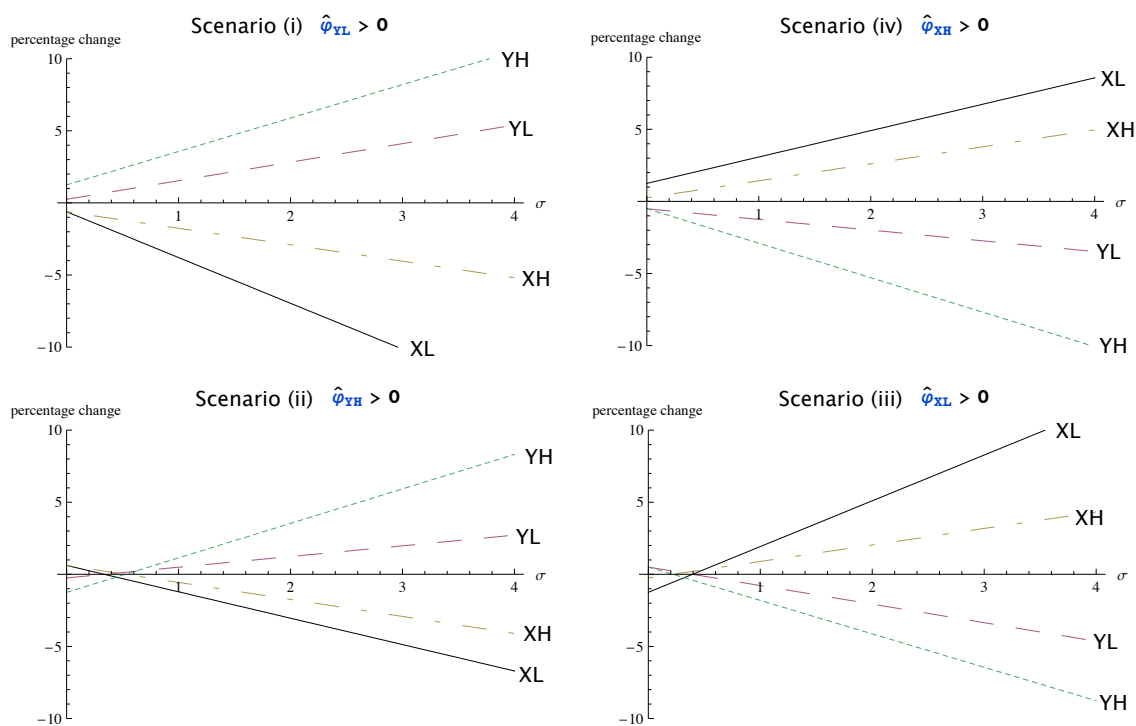 Scenario (i) φ̂YL > 0
percentage change
10
5
−5
−10
1
2
3
4
σ
YH
YL
XH
XL
Scenario (iv) φ̂XH > 0
percentage change
10
5
−5
−10
1
2
3
4
σ
XL
XH
YL
YH
Scenario (ii) φ̂YH > 0
percentage change
10
5
−5
−10
1
2
3
4
σ
YH
YL
XH
XL
Scenario (iii) φ̂XL > 0
percentage change
10
5
−5
−10
1
2
3
4
σ
XL
XH
YL
YH